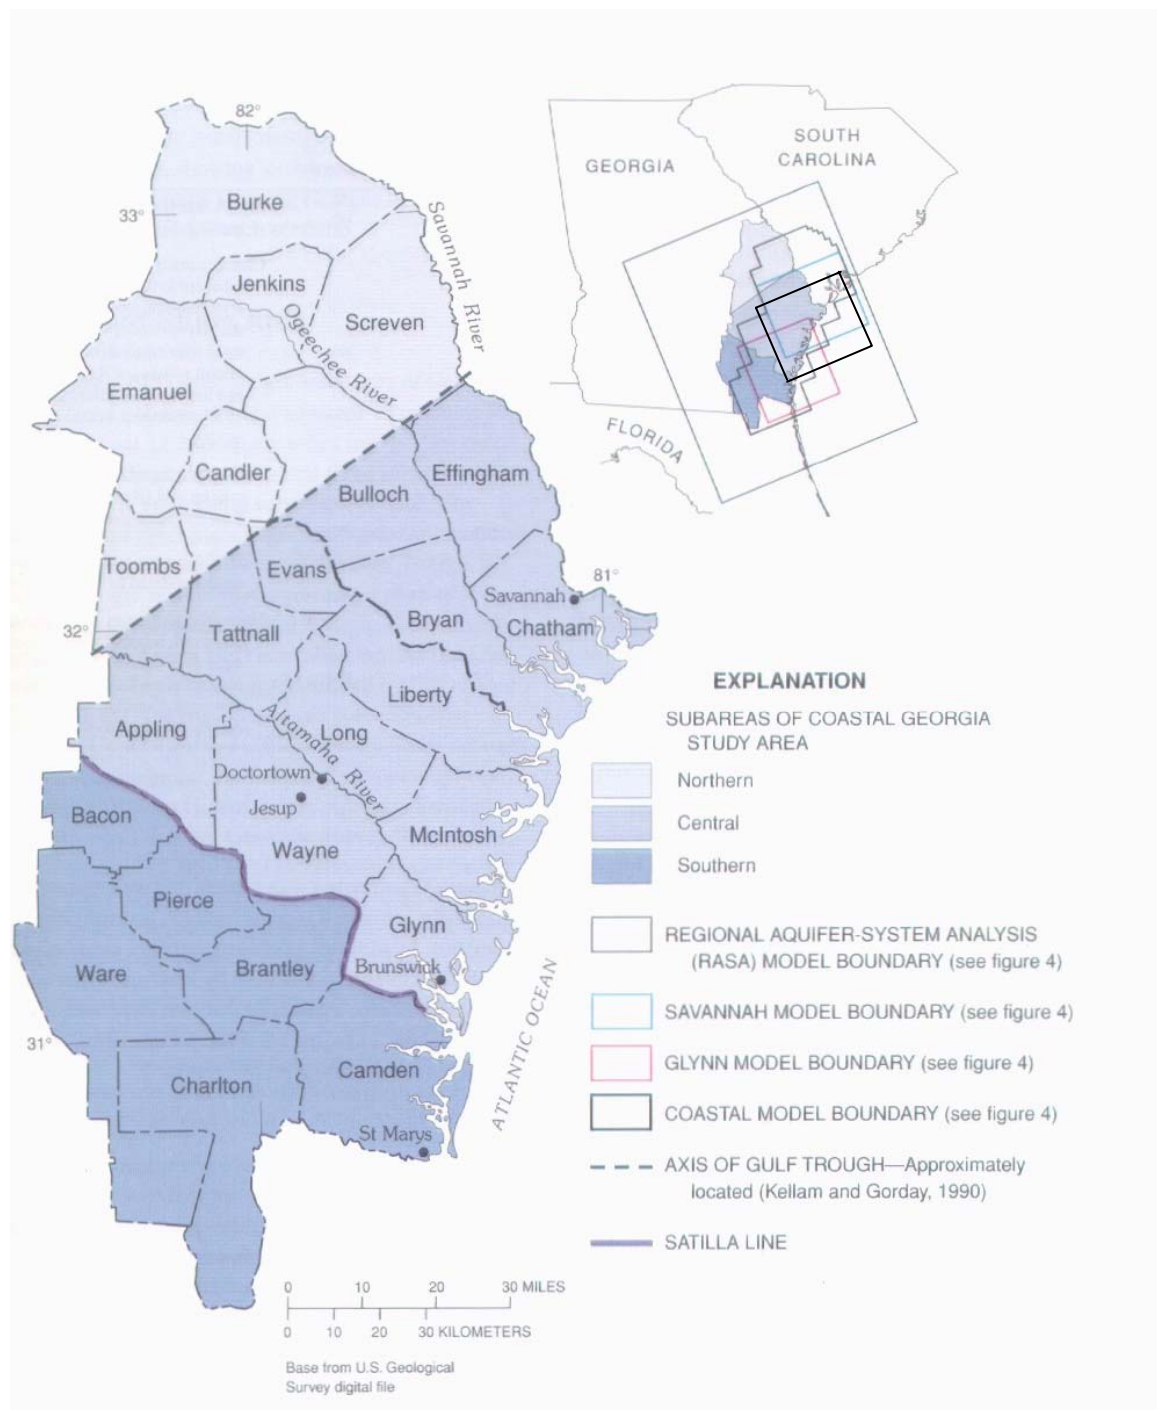 82°
33°
Burke
Savannah River
Jenkins
Ogeechee River
Screven
Emanuel
Candler
Effingham
Bulloch
Toombs
Evans
81°
Savannah
32°
Tattnall
Bryan
Chatham
Liberty
Appling
Altamaha River
Long
Doctortown
Jesup
Bacon
McIntosh
Wayne
Pierce
Glynn
Ware
Brantley
Brunswick
ATLANTIC OCEAN
31°
Charlton
Camden
St Marys
GEORGIA
SOUTH
CAROLINA
FLORIDA
EXPLANATION
SUBAREAS OF COASTAL GEORGIA
STUDY AREA
Northern
Central
Southern
REGIONAL AQUIFER-SYSTEM ANALYSIS
(RASA) MODEL BOUNDARY (see figure 4)
SAVANNAH MODEL BOUNDARY (see figure 4)
GLYNN MODEL BOUNDARY (see figure 4)
COASTAL MODEL BOUNDARY (see figure 4)
AXIS OF GULF TROUGH—Approximately
located (Kellam and Gorday, 1990)
SATILLA LINE
0 10 20 30 MILES
0 10 20 30 KILOMETERS
Base from U.S. Geological
Survey digital file